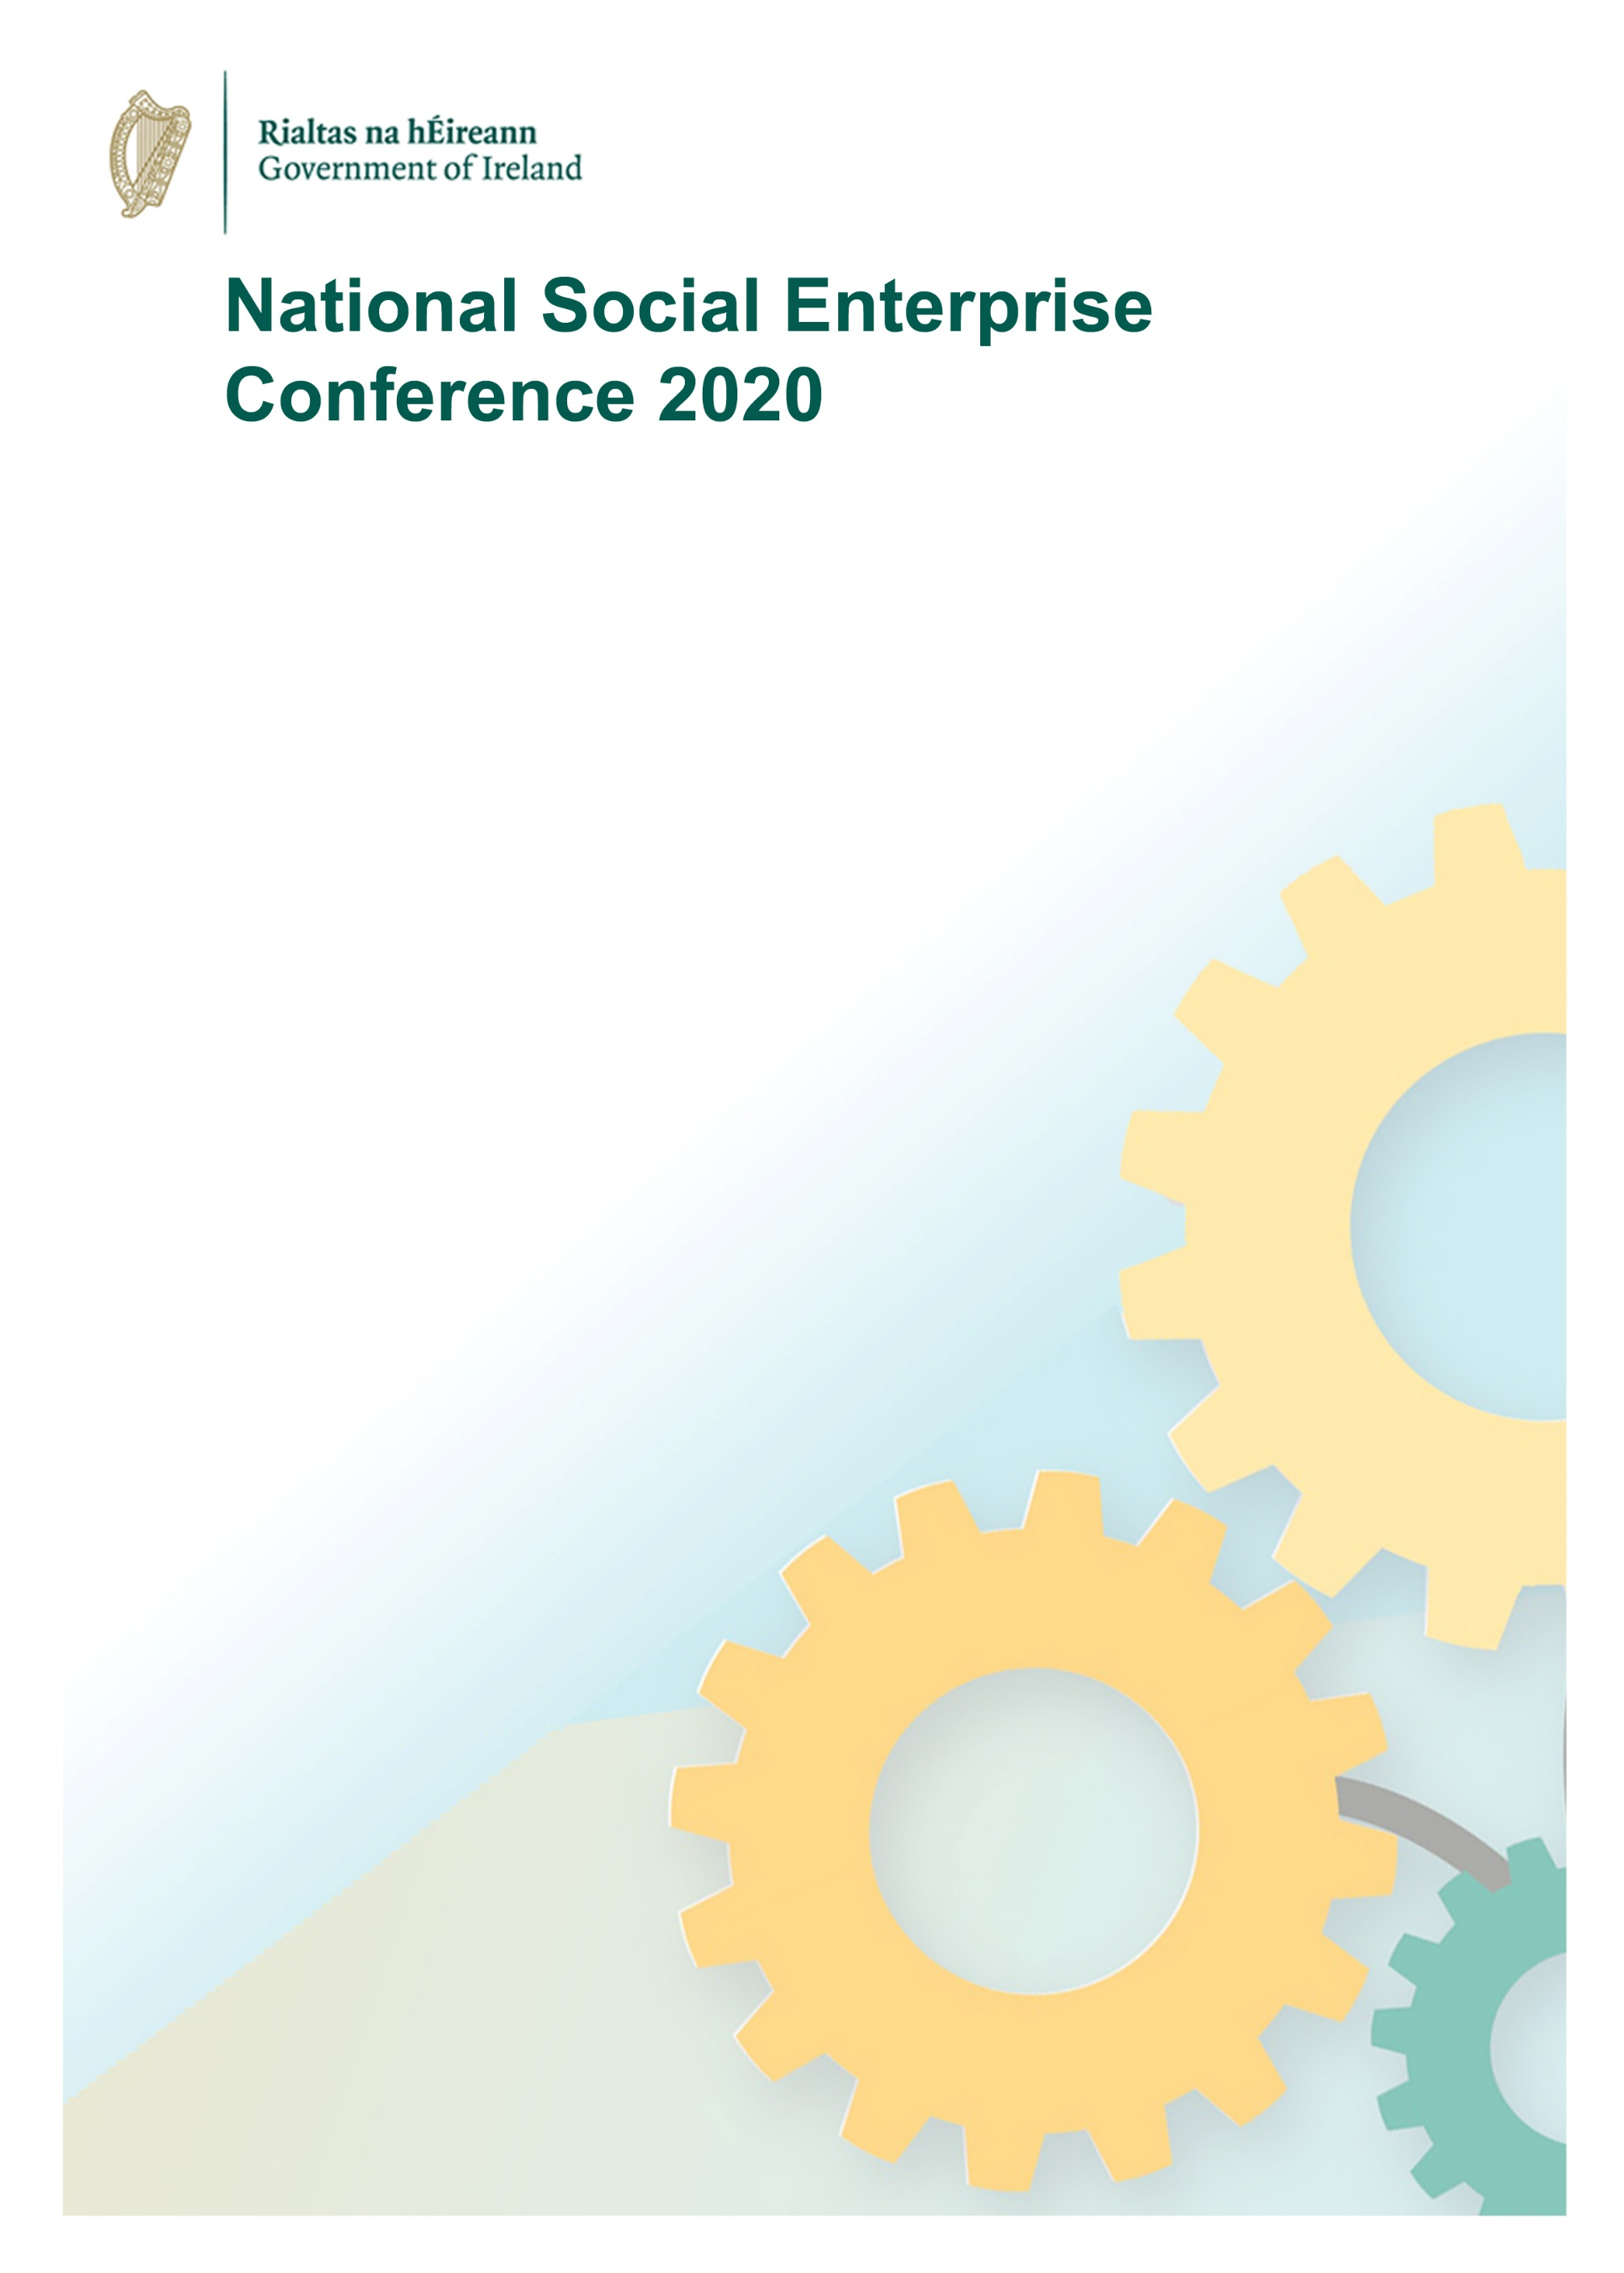 Rialtas na hÉireann
Government of Ireland
National Social Enterprise
Conference 2020